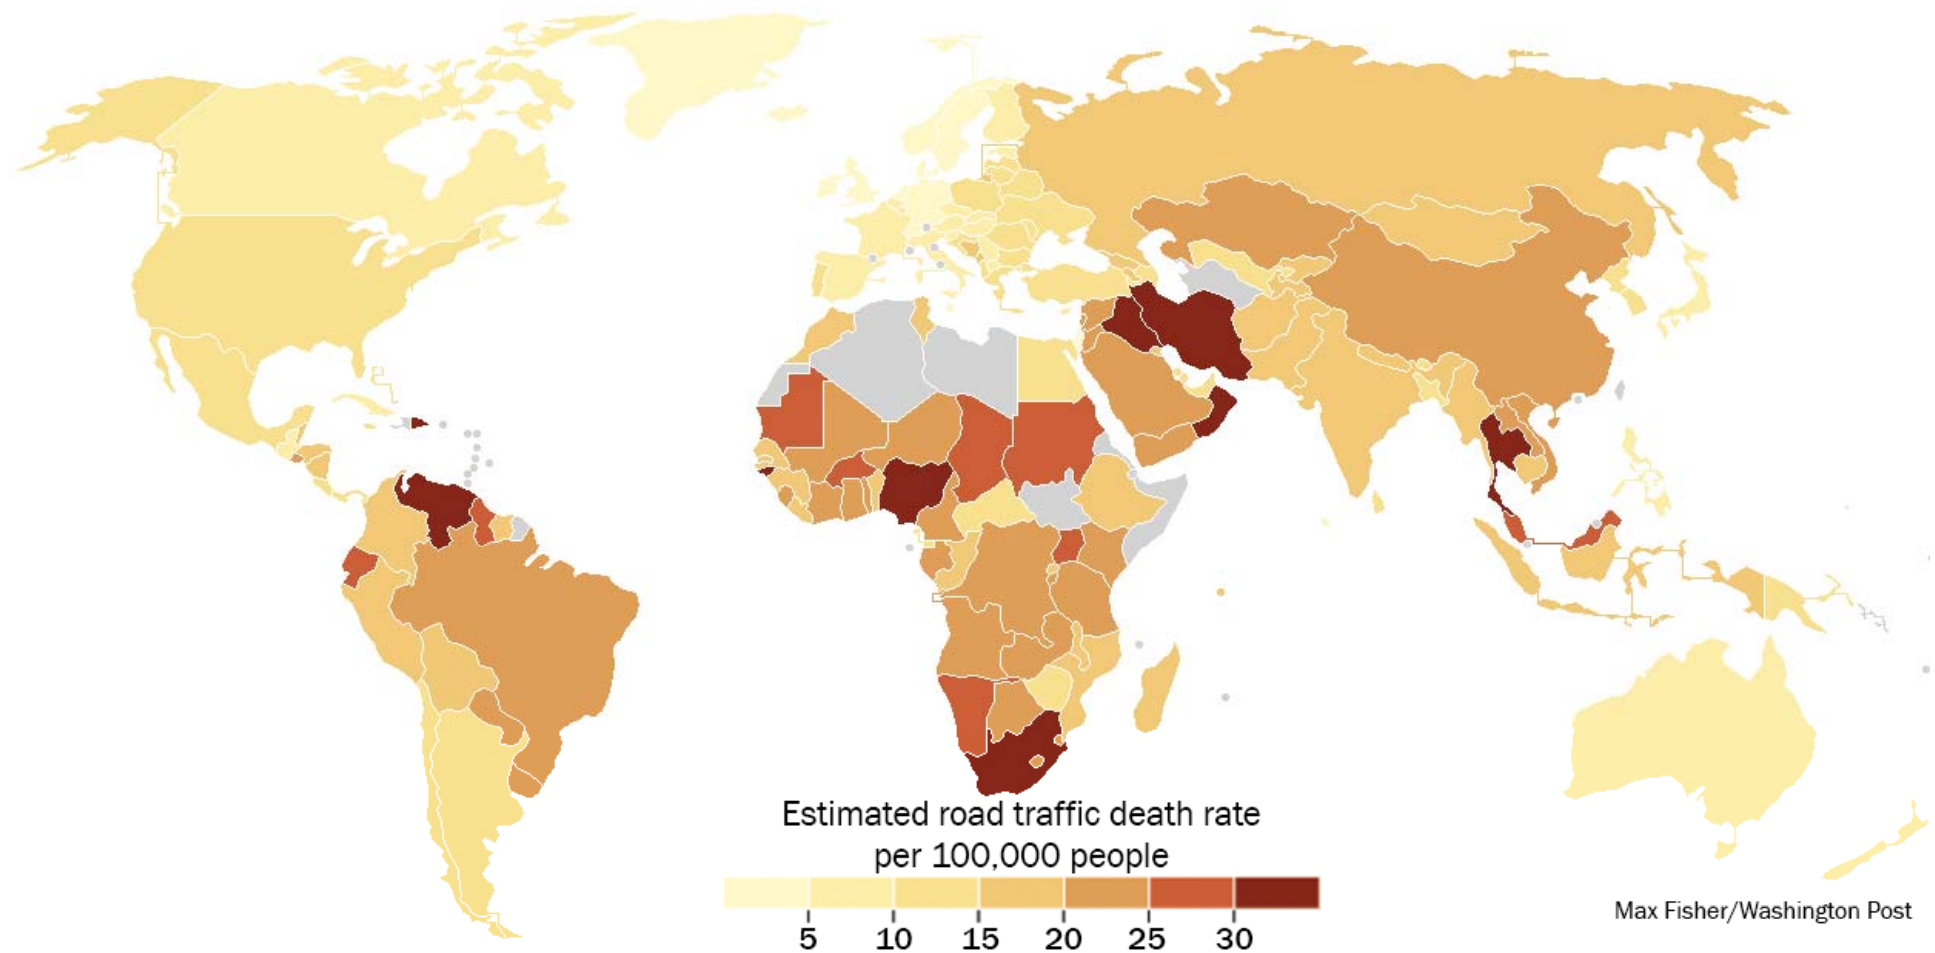 Estimated road traffic death rate
per 100,000 people
5 10 15 20 25 30
Max Fisher/Washington Post